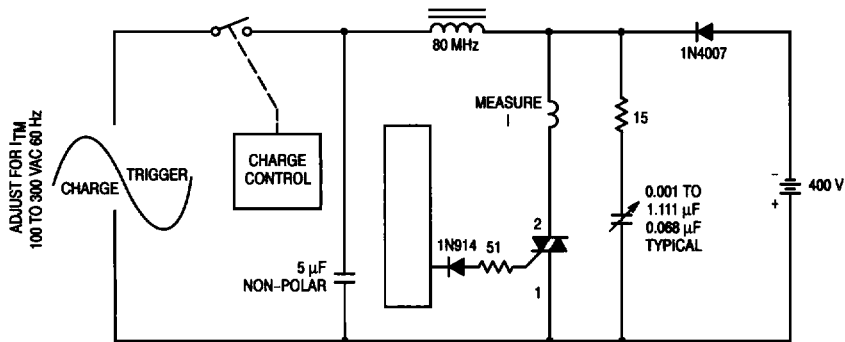 ADJUST FOR ITM
100 TO 300 VAC 60 Hz
CHARGE
TRIGGER
CHARGE
CONTROL
5 µF
NON-POLAR
80 MHz
MEASURE
I
1N914
51
2
1
15
0.001 TO
1.111 µF
0.068 µF
TYPICAL
1N4007
-
400 V
+